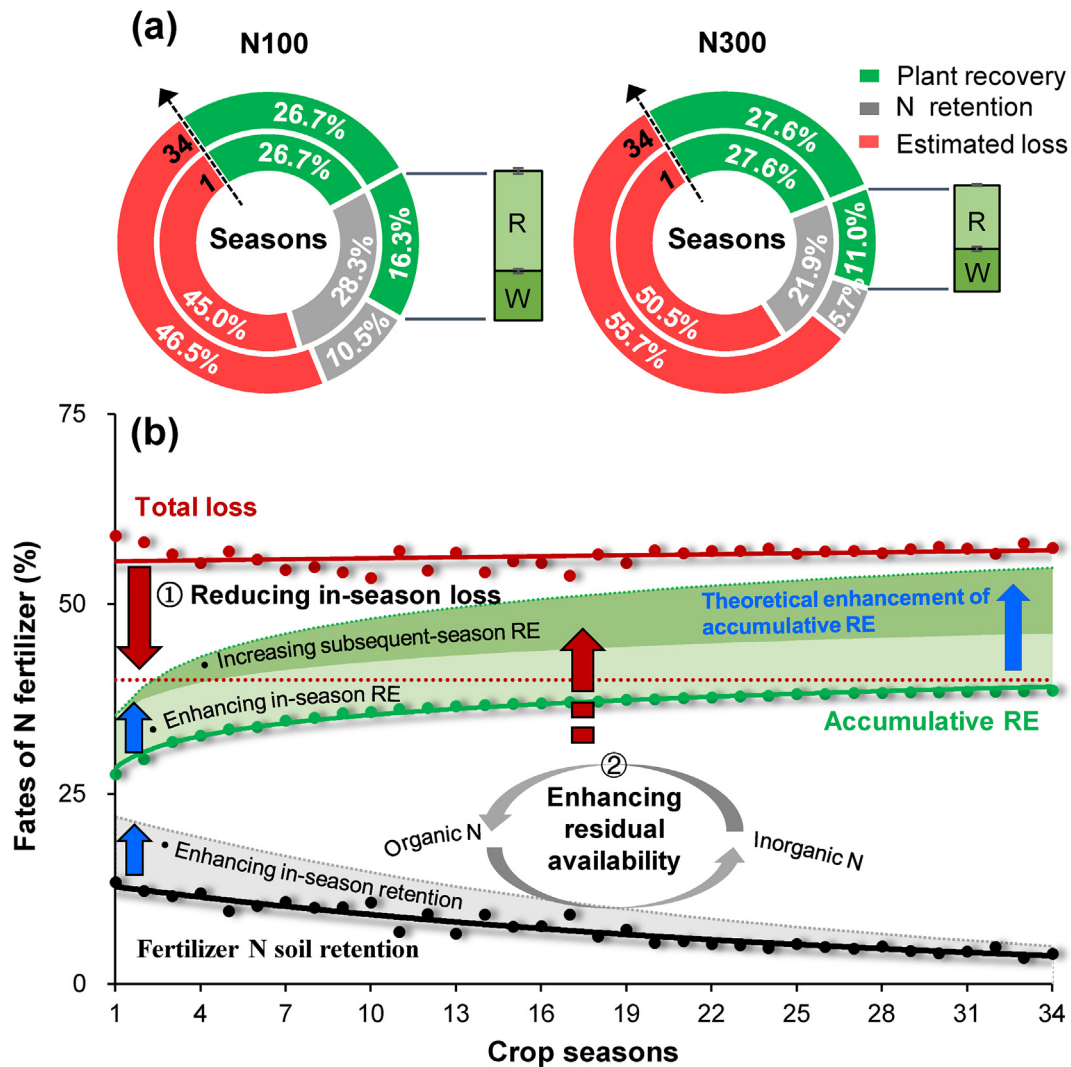 (a)
N100
N300
Plant recovery
N retention
Estimated loss
34
1
26.7%
26.7%
Seasons
28.3%
16.3%
10.5%
45.0%
46.5%
R
W
34
1
27.6%
27.6%
Seasons
21.9%
11.0%
5.7%
50.5%
55.7%
R
W
(b)
Fates of N fertilizer (%)
75
50
25
0
Total loss
① Reducing in-season loss
• Increasing subsequent-season RE
• Enhancing in-season RE
Theoretical enhancement of
accumulative RE
Accumulative RE
②
Enhancing
residual
availability
Organic N
Inorganic N
• Enhancing in-season retention
Fertilizer N soil retention
1 4 7 10 13 16 19 22 25 28 31 34
Crop seasons